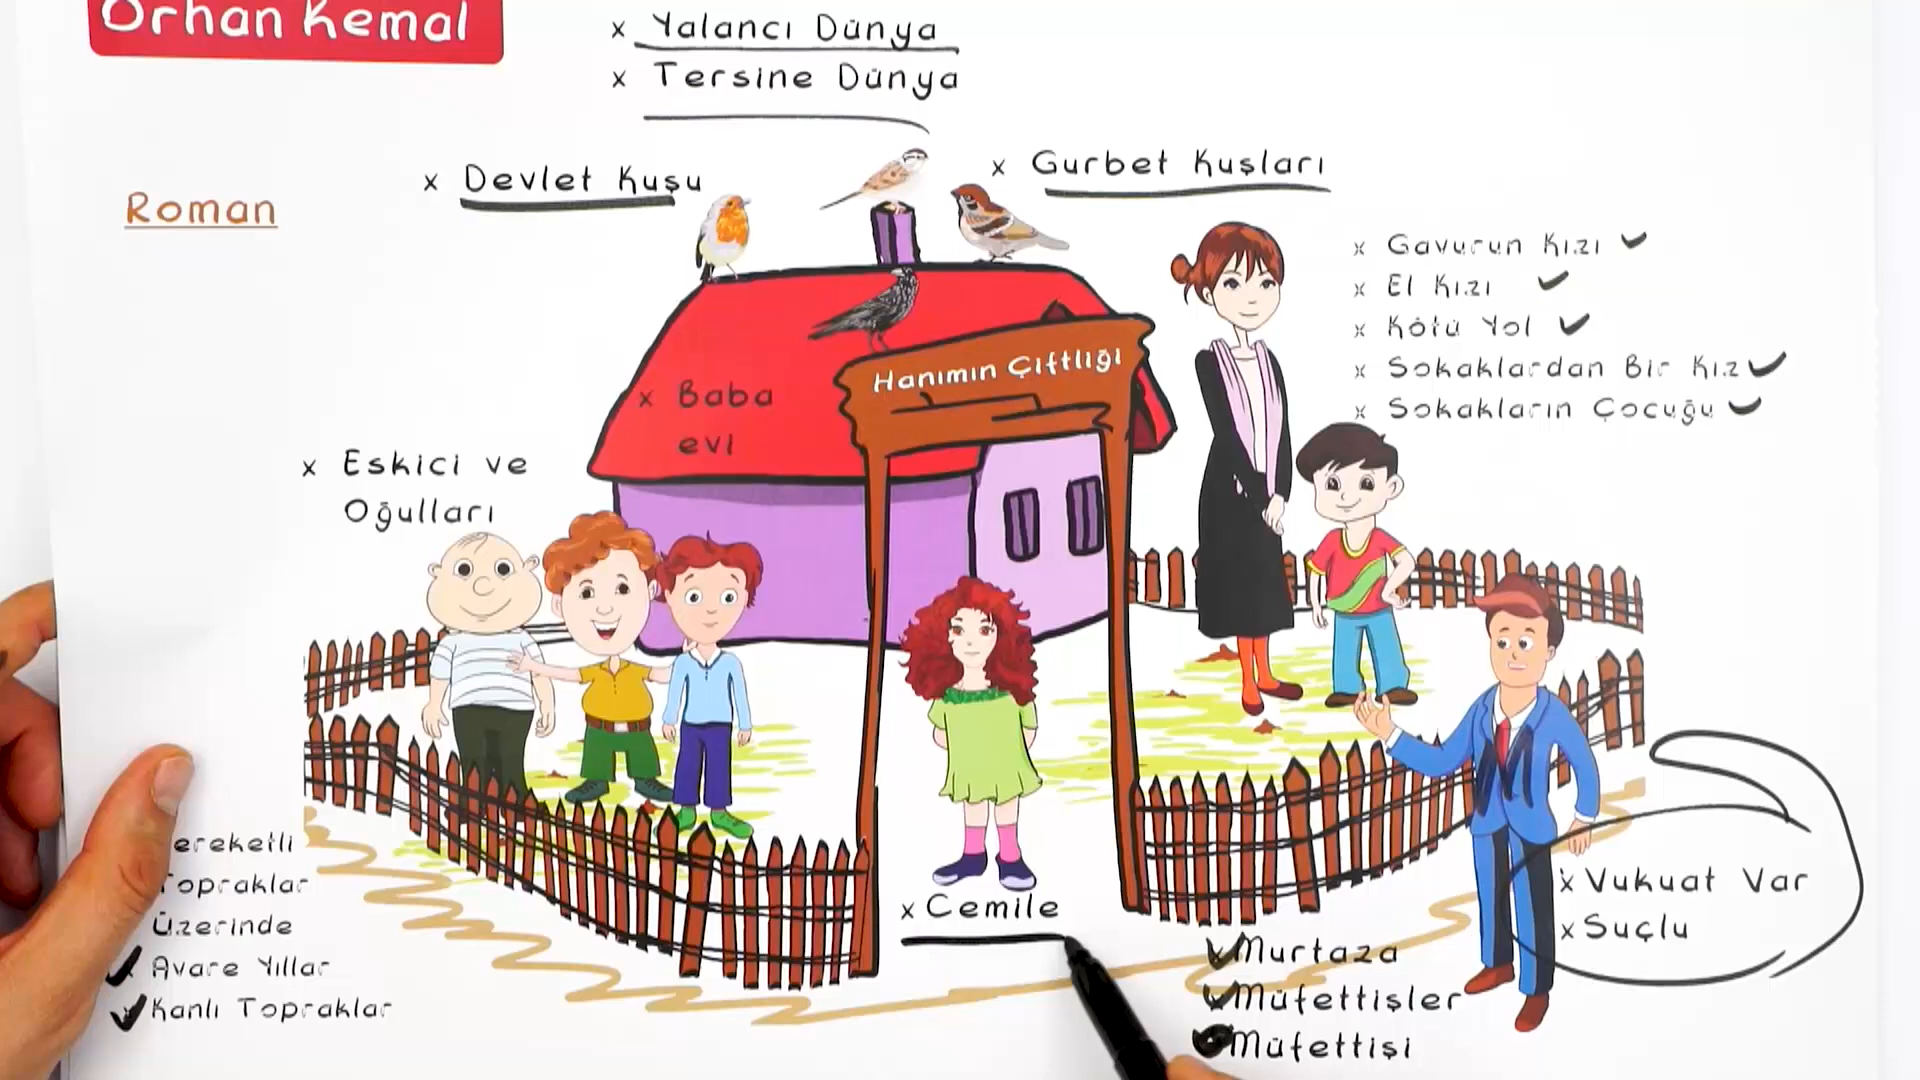 Orhan Kemal
x Yalancı Dünya
x Tersine Dünya
x Devlet Kuşu
x Gurbet Kuşları
Roman
x Gavurun Kızı
x El Kızı
x Kötü Yol
x Sokaklardan Bir Kız
x Sokakların Çocuğu
Hanımın Çiftliği
x Baba
evi
x Eskici ve
Oğulları
ereketli
Topraklar
Üzerinde
Avare Yıllar
Kanlı Topraklar
x Cemile
x Vukuat Var
x Suçlu
Murtaza
Müfettişler
Müfettişi